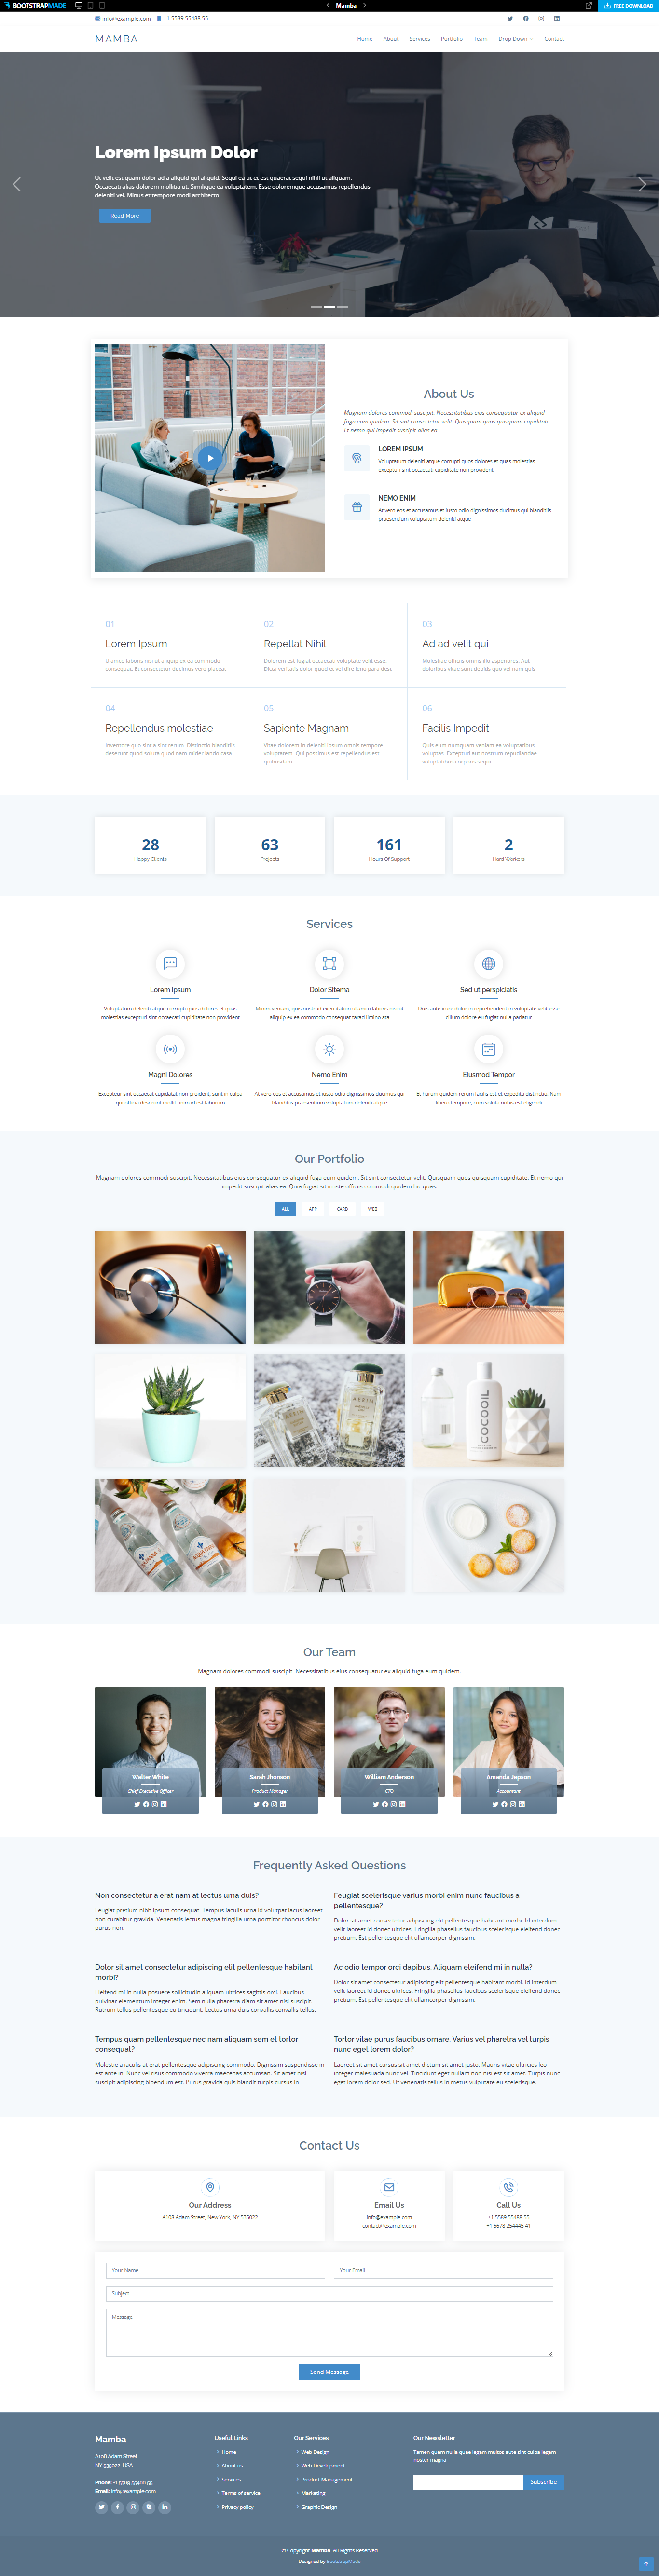 BOOTSTRAPMADE
Mamba
FREE DOWNLOAD
info@example.com
+1 5589 55488 55
MAMBA
Home
About
Services
Portfolio
Team
Drop Down
Contact
Lorem Ipsum Dolor
Ut velit est quam dolor ad a aliquid qui aliquid. Sequi ea ut et est quaerat sequi nihil ut aliquam.
Occaecati alias dolorem mollitia ut. Similique ea voluptatem. Esse doloremque accusamus repellendus
deleniti vel. Minus et tempore modi architecto.
Read More
About Us
Magnam dolores commodi suscipit. Necessitatibus eius consequatur ex aliquid
fuga eum quidem. Sit sint consectetur velit. Quisquam quos quisquam cupiditate.
Et nemo qui impedit suscipit alias ea.
LOREM IPSUM
Voluptatum deleniti atque corrupti quos dolores et quas molestias
excepturi sint occaecati cupiditate non provident
NEMO ENIM
At vero eos et accusamus et iusto odio dignissimos ducimus qui blanditiis
praesentium voluptatum deleniti atque
01
Lorem Ipsum
Ulamco laboris nisi ut aliquip ex ea commodo
consequat. Et consectetur ducimus vero placeat
02
Repellat Nihil
Dolorem est fugiat occaecati voluptate velit esse.
Dicta veritatis dolor quod et vel dire leno para dest
03
Ad ad velit qui
Molestiae officiis omnis illo asperiores. Aut
doloribus vitae sunt debitis quo vel nam quis
04
Repellendus molestiae
Inventore quo sint a sint rerum. Distinctio blanditiis
deserunt quod soluta quod nam mider lando casa
05
Sapiente Magnam
Vitae dolorem in deleniti ipsum omnis tempore
voluptatem. Qui possimus est repellendus est
quibusdam
06
Facilis Impedit
Quis eum numquam veniam ea voluptatibus
voluptas. Excepturi aut nostrum repudiandae
voluptatibus corporis sequi
28
Happy Clients
63
Projects
161
Hours Of Support
2
Hard Workers
Services
Lorem Ipsum
Voluptatum deleniti atque corrupti quos dolores et quas
molestias excepturi sint occaecati cupiditate non provident
Dolor Sitema
Minim veniam, quis nostrud exercitation ullamco laboris nisi ut
aliquip ex ea commodo consequat tarad limino ata
Sed ut perspiciatis
Duis aute irure dolor in reprehenderit in voluptate velit esse
cillum dolore eu fugiat nulla pariatur
Magni Dolores
Excepteur sint occaecat cupidatat non proident, sunt in culpa
qui officia deserunt mollit anim id est laborum
Nemo Enim
At vero eos et accusamus et iusto odio dignissimos ducimus qui
blanditiis praesentium voluptatum deleniti atque
Eiusmod Tempor
Et harum quidem rerum facilis est et expedita distinctio. Nam
libero tempore, cum soluta nobis est eligendi
Our Portfolio
Magnam dolores commodi suscipit. Necessitatibus eius consequatur ex aliquid fuga eum quidem. Sit sint consectetur velit. Quisquam quos quisquam cupiditate. Et nemo qui
impedit suscipit alias ea. Quia fugiat sit in iste officiis commodi quidem hic quas.
ALL
APP
CARD
WEB
COCOOIL
Our Team
Magnam dolores commodi suscipit. Necessitatibus eius consequatur ex aliquid fuga eum quidem.
Walter White
Chief Executive Officer
Sarah Jhonson
Product Manager
William Anderson
CTO
Amanda Jepson
Accountant
Frequently Asked Questions
Non consectetur a erat nam at lectus urna duis?
Feugiat pretium nibh ipsum consequat. Tempus iaculis urna id volutpat lacus laoreet
non curabitur gravida. Venenatis lectus magna fringilla urna porttitor rhoncus dolor
purus non.
Feugiat scelerisque varius morbi enim nunc faucibus a
pellentesque?
Dolor sit amet consectetur adipiscing elit pellentesque habitant morbi. Id interdum
velit laoreet id donec ultrices. Fringilla phasellus faucibus scelerisque eleifend donec
pretium. Est pellentesque elit ullamcorper dignissim.
Dolor sit amet consectetur adipiscing elit pellentesque habitant
morbi?
Eleifend mi in nulla posuere sollicitudin aliquam ultrices sagittis orci. Faucibus
pulvinar elementum integer enim. Sem nulla pharetra diam sit amet nisl suscipit.
Rutrum tellus pellentesque eu tincidunt. Lectus urna duis convallis convallis tellus.
Ac odio tempor orci dapibus. Aliquam eleifend mi in nulla?
Dolor sit amet consectetur adipiscing elit pellentesque habitant morbi. Id interdum
velit laoreet id donec ultrices. Fringilla phasellus faucibus scelerisque eleifend donec
pretium. Est pellentesque elit ullamcorper dignissim.
Tempus quam pellentesque nec nam aliquam sem et tortor
consequat?
Molestie a iaculis at erat pellentesque adipiscing commodo. Dignissim suspendisse in
est ante in. Nunc vel risus commodo viverra maecenas accumsan. Sit amet nisl
suscipit adipiscing bibendum est. Purus gravida quis blandit turpis cursus in
Tortor vitae purus faucibus ornare. Varius vel pharetra vel turpis
nunc eget lorem dolor?
Laoreet sit amet cursus sit amet dictum sit amet justo. Mauris vitae ultricies leo
integer malesuada nunc vel. Tincidunt eget nullam non nisi est sit amet. Turpis nunc
eget lorem dolor sed. Ut venenatis tellus in metus vulputate eu scelerisque.
Contact Us
Our Address
A108 Adam Street, New York, NY 535022
Email Us
info@example.com
contact@example.com
Call Us
+1 5589 55488 55
+1 6678 254445 41
Your Name
Your Email
Subject
Message
Send Message
Mamba
A108 Adam Street
NY 535022, USA
Phone: +1 5589 55488 55
Email: info@example.com
Useful Links
Home
About us
Services
Terms of service
Privacy policy
Our Services
Web Design
Web Development
Product Management
Marketing
Graphic Design
Our Newsletter
Tamen quem nulla quae legam multos aute sint culpa legam
noster magna
Subscribe
© Copyright Mamba. All Rights Reserved
Designed by BootstrapMade